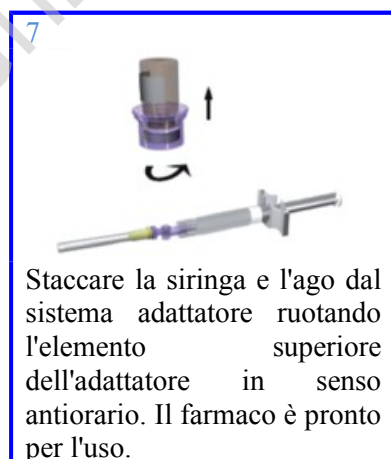 7
Staccare la siringa e l'ago dal
sistema adattatore ruotando
l'elemento superiore
dell'adattatore in senso
antiorario. Il farmaco è pronto
per l'uso.